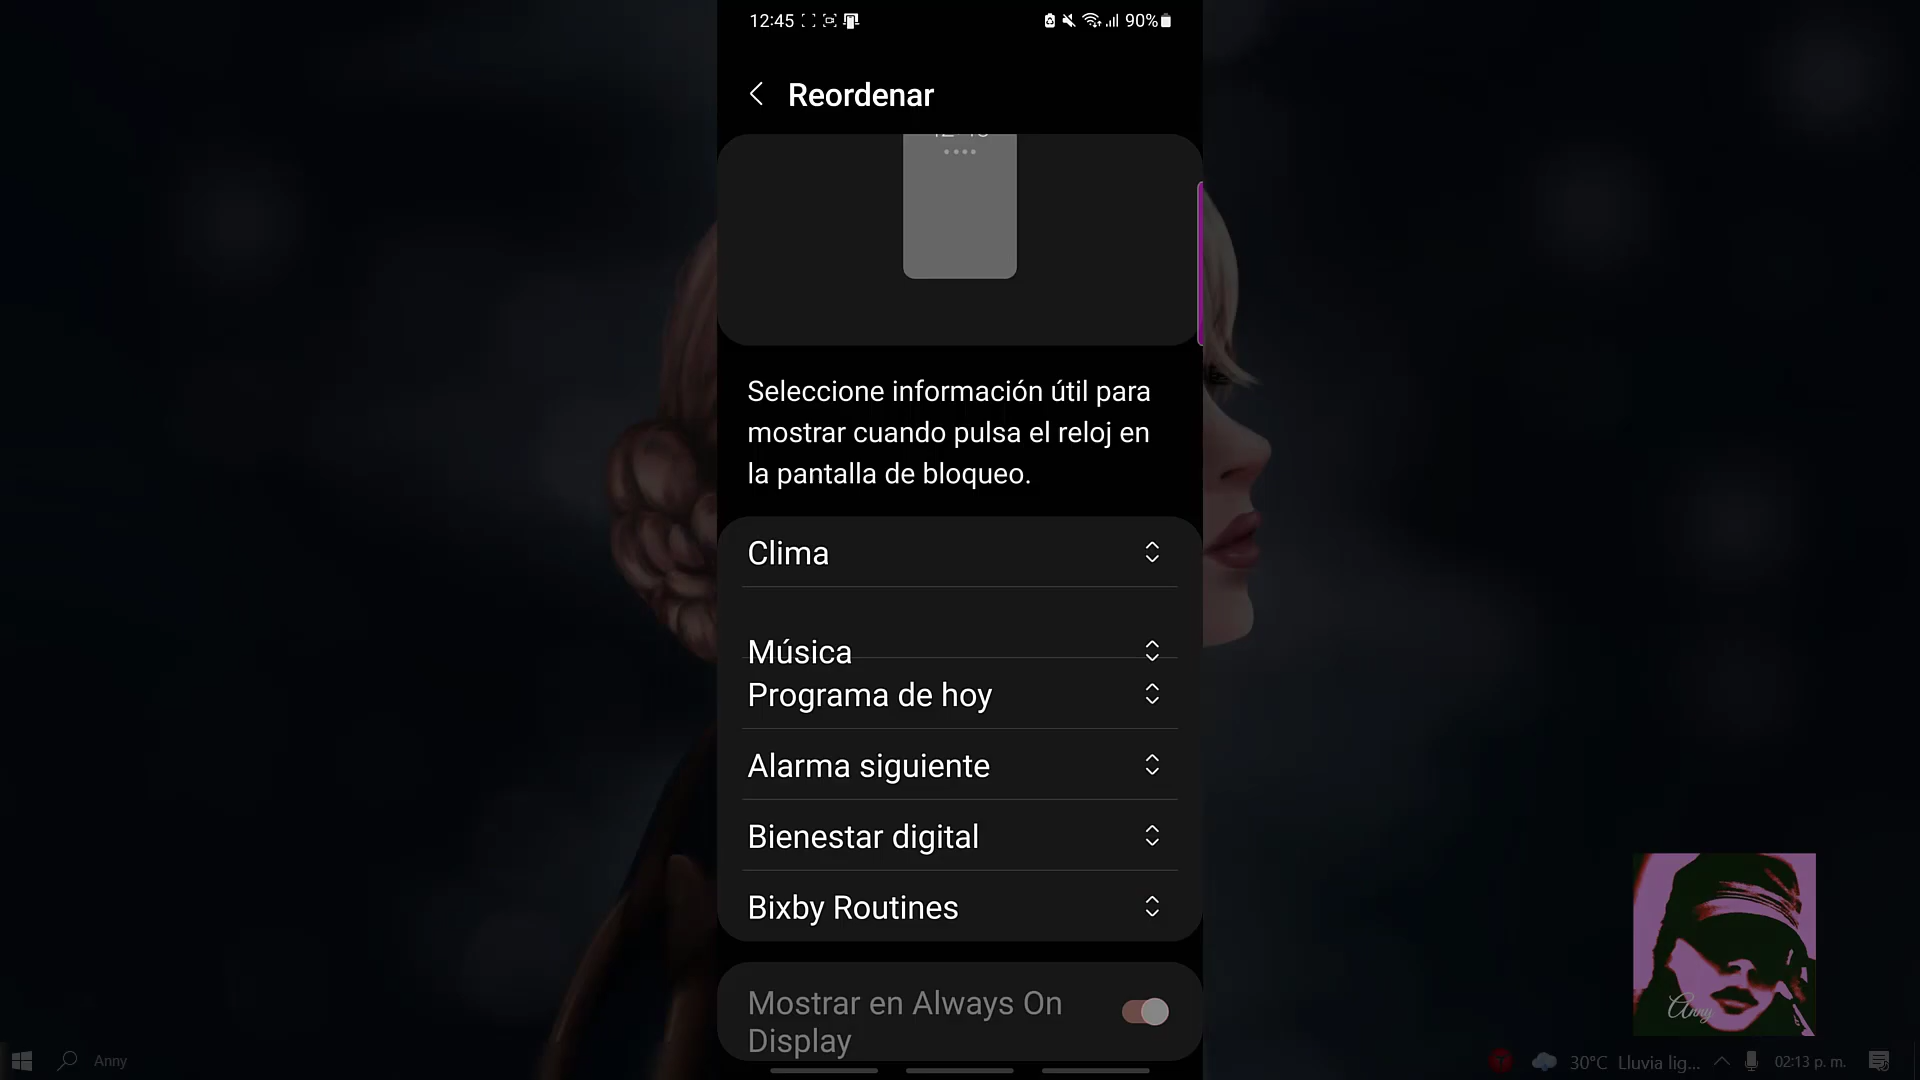 12:45
90%
Reordenar
Seleccione información útil para
mostrar cuando pulsa el reloj en
la pantalla de bloqueo.
Clima
Música
Programa de hoy
Alarma siguiente
Bienestar digital
Bixby Routines
Mostrar en Always On
Display
Anny
Anny
30°C Lluvia lig...
02:13 p. m.